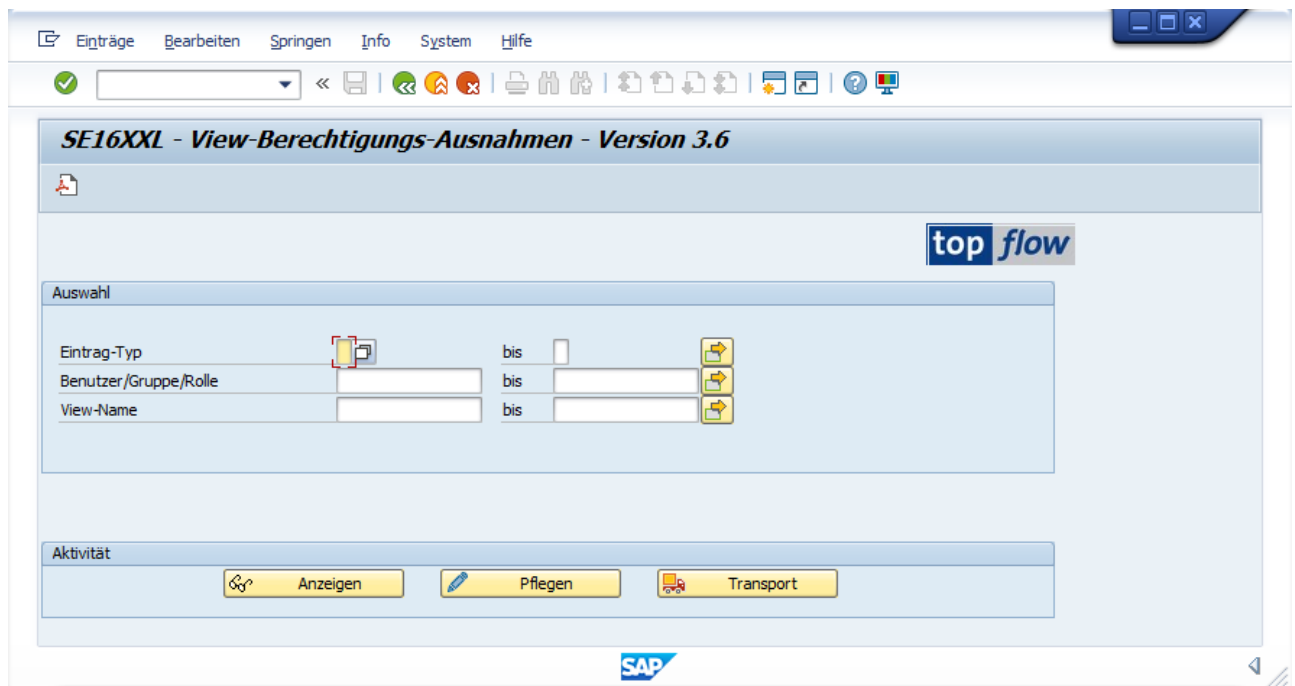 Einträge Bearbeiten Springen Info System Hilfe
SE16XXL - View-Berechtigungs-Ausnahmen - Version 3.6
top flow
Auswahl
Eintrag-Typ bis
Benutzer/Gruppe/Rolle bis
View-Name bis
Aktivität
Anzeigen Pflegen Transport
SAP